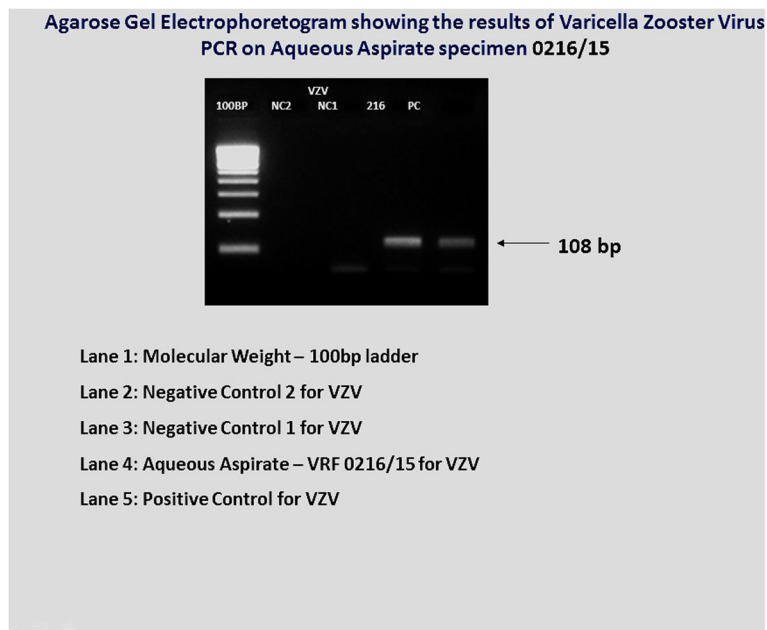 Agarose Gel Electrophoretogram showing the results of Varicella Zooster Virus
PCR on Aqueous Aspirate specimen 0216/15
VZV
100BP NC2 NC1 216 PC
108 bp
Lane 1: Molecular Weight – 100bp ladder
Lane 2: Negative Control 2 for VZV
Lane 3: Negative Control 1 for VZV
Lane 4: Aqueous Aspirate – VRF 0216/15 for VZV
Lane 5: Positive Control for VZV